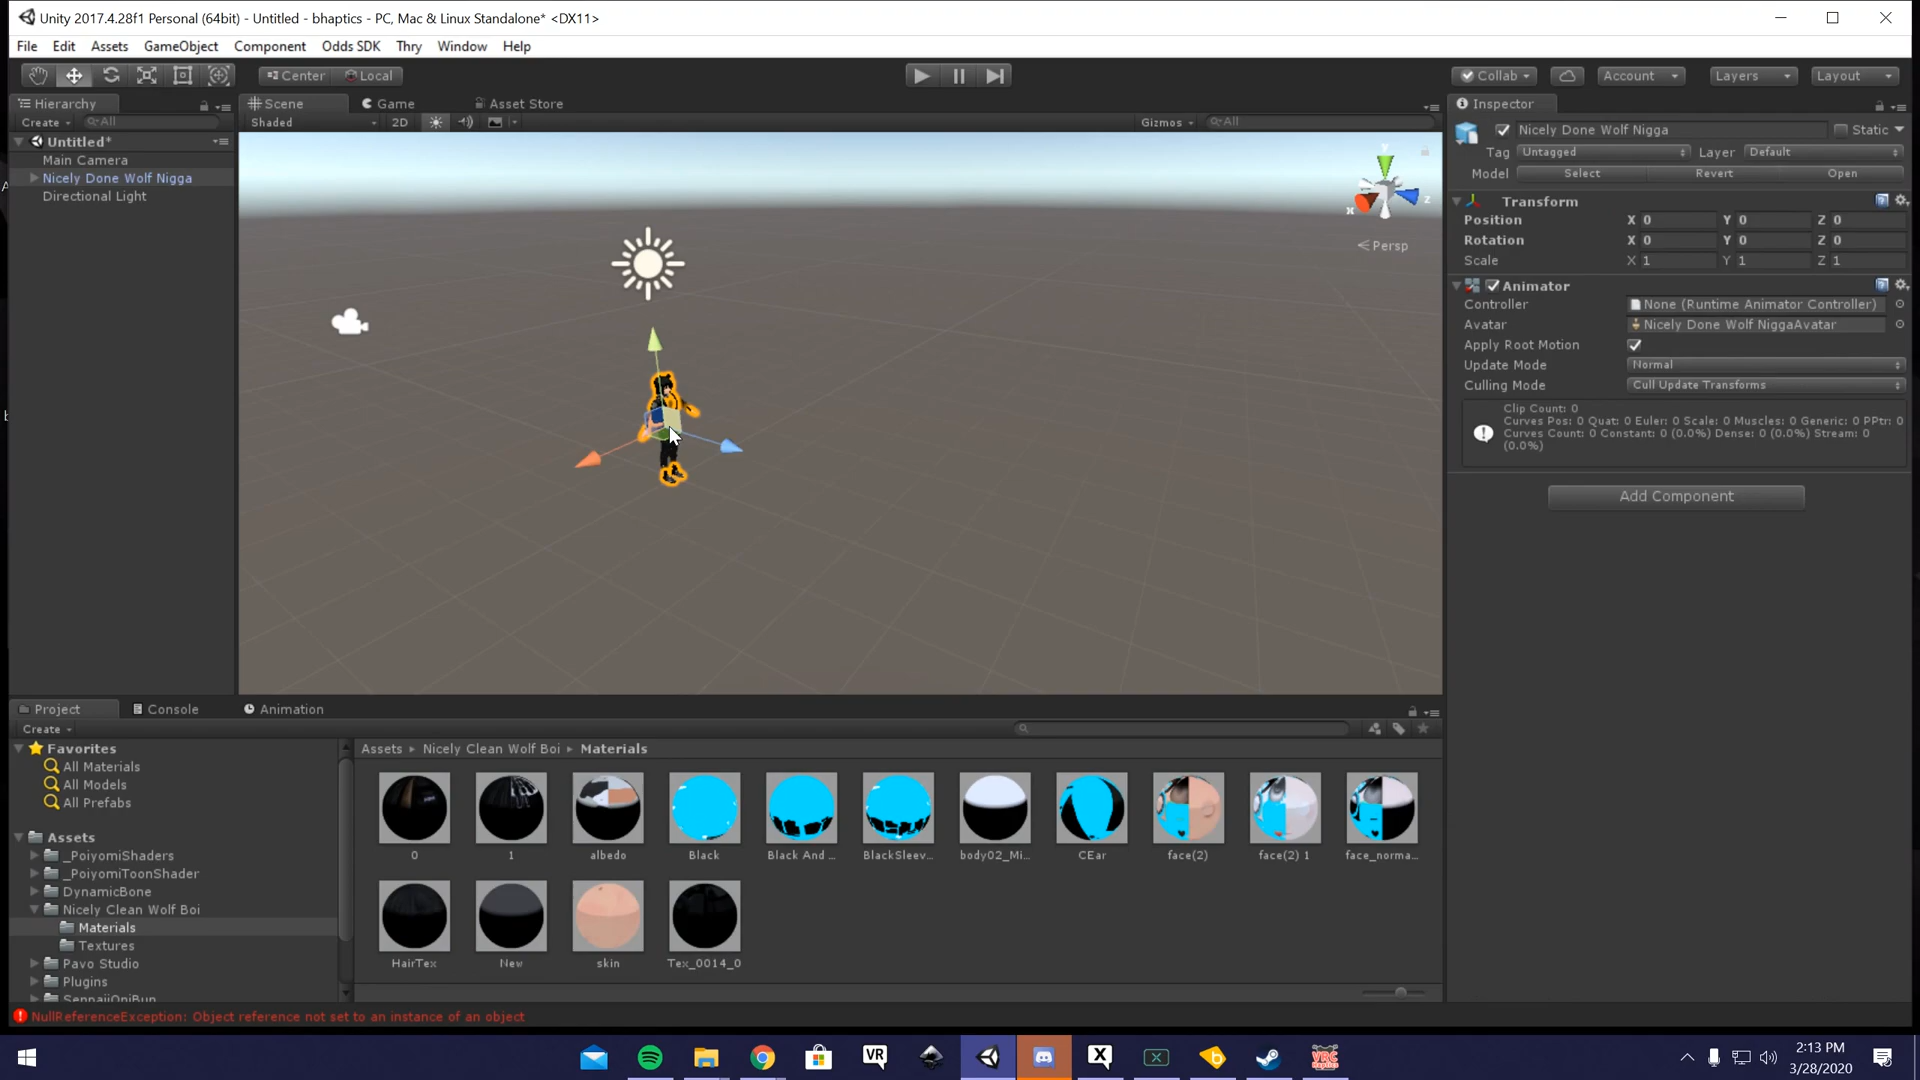 Unity 2017.4.28f1 Personal (64bit) - Untitled - bhaptics - PC, Mac & Linux Standalone* <DX11>
File Edit Assets GameObject Component Odds SDK Thry Window Help
Center Local Collab Account Layers Layout
Hierarchy
Create All
Untitled*
Main Camera
Nicely Done Wolf Nigga
Directional Light
Scene Game Asset Store
Shaded 2D Gizmos All
y
x
z
Persp
Inspector
Nicely Done Wolf Nigga Static
Tag Untagged Layer Default
Model Select Revert Open
Transform
Position X 0 Y 0 Z 0
Rotation X 0 Y 0 Z 0
Scale X 1 Y 1 Z 1
Animator
Controller None (Runtime Animator Controller)
Avatar Nicely Done Wolf NiggaAvatar
Apply Root Motion
Update Mode Normal
Culling Mode Cull Update Transforms
Clip Count: 0
Curves Pos: 0 Quat: 0 Euler: 0 Scale: 0 Muscles: 0 Generic: 0 PPtr: 0
Curves Count: 0 Constant: 0 (0.0%) Dense: 0 (0.0%) Stream: 0
(0.0%)
Add Component
Project Console Animation
Create
Favorites
All Materials
All Models
All Prefabs
Assets
_PoiyomiShaders
_PoiyomiToonShader
DynamicBone
Nicely Clean Wolf Boi
Materials
Textures
Pavo Studio
Plugins
SenpaiiOniBun
Assets Nicely Clean Wolf Boi Materials
0 1 albedo Black Black And ... BlackSleev... body02_Mi... CEar face(2) face(2) 1 face_norma...
HairTex New skin Tex_0014_0
NullReferenceException: Object reference not set to an instance of an object
VR
X
X
VRC
Haptics
2:13 PM
3/28/2020